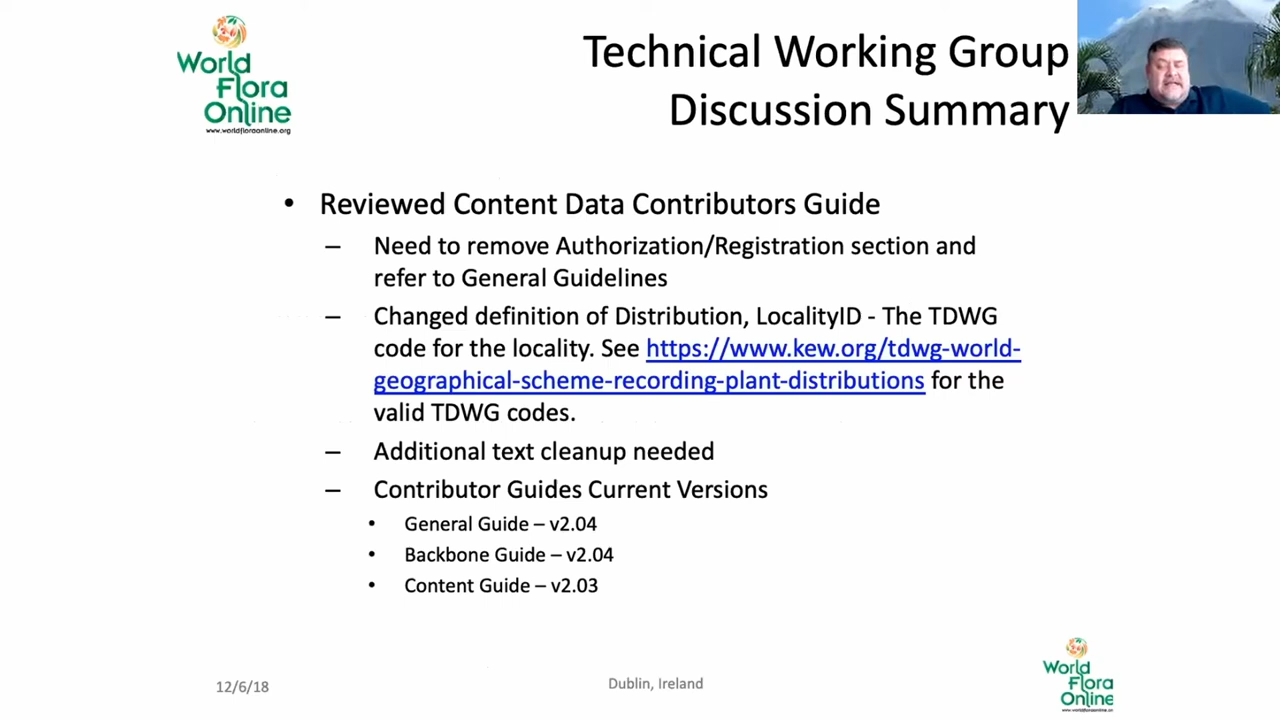 World
Flora
Online
www.worldfloraonline.org
Technical Working Group
Discussion Summary
• Reviewed Content Data Contributors Guide
– Need to remove Authorization/Registration section and
refer to General Guidelines
– Changed definition of Distribution, LocalityID - The TDWG
code for the locality. See https://www.kew.org/tdwg-world-
geographical-scheme-recording-plant-distributions for the
valid TDWG codes.
– Additional text cleanup needed
– Contributor Guides Current Versions
• General Guide – v2.04
• Backbone Guide – v2.04
• Content Guide – v2.03
12/6/18
Dublin, Ireland
World
Flora
Online